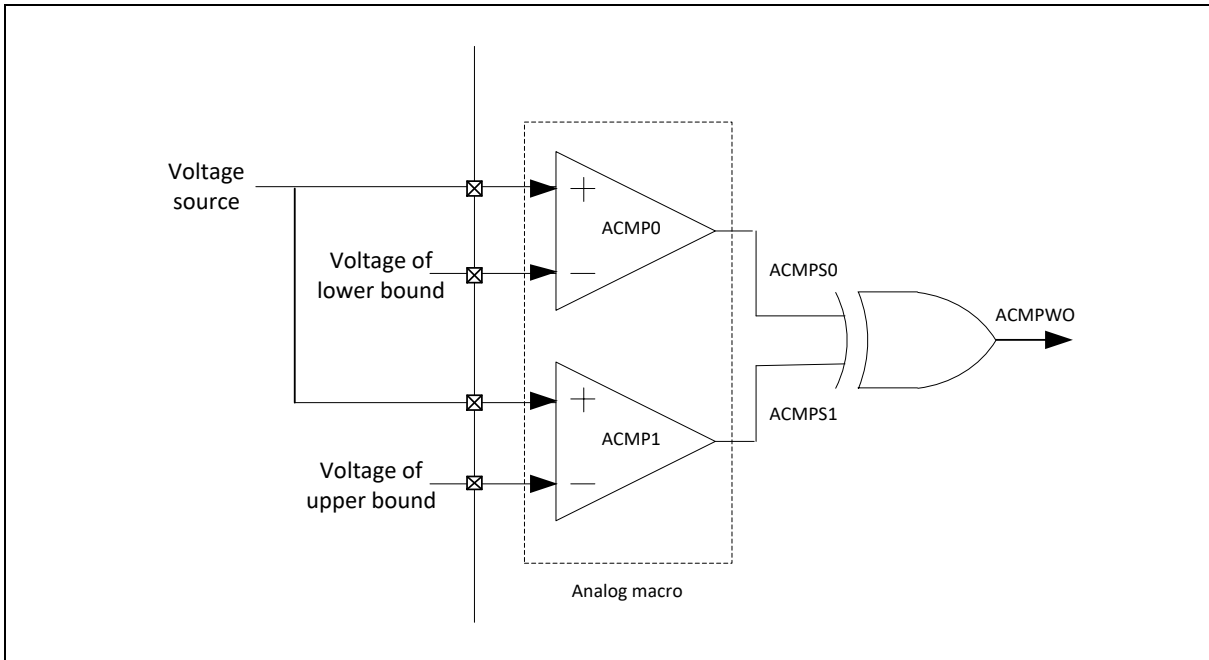 Voltage
source
+
ACMP0
Voltage of
lower bound
−
ACMPS0
ACMPWO
+
ACMP1
ACMPS1
Voltage of
upper bound
−
Analog macro